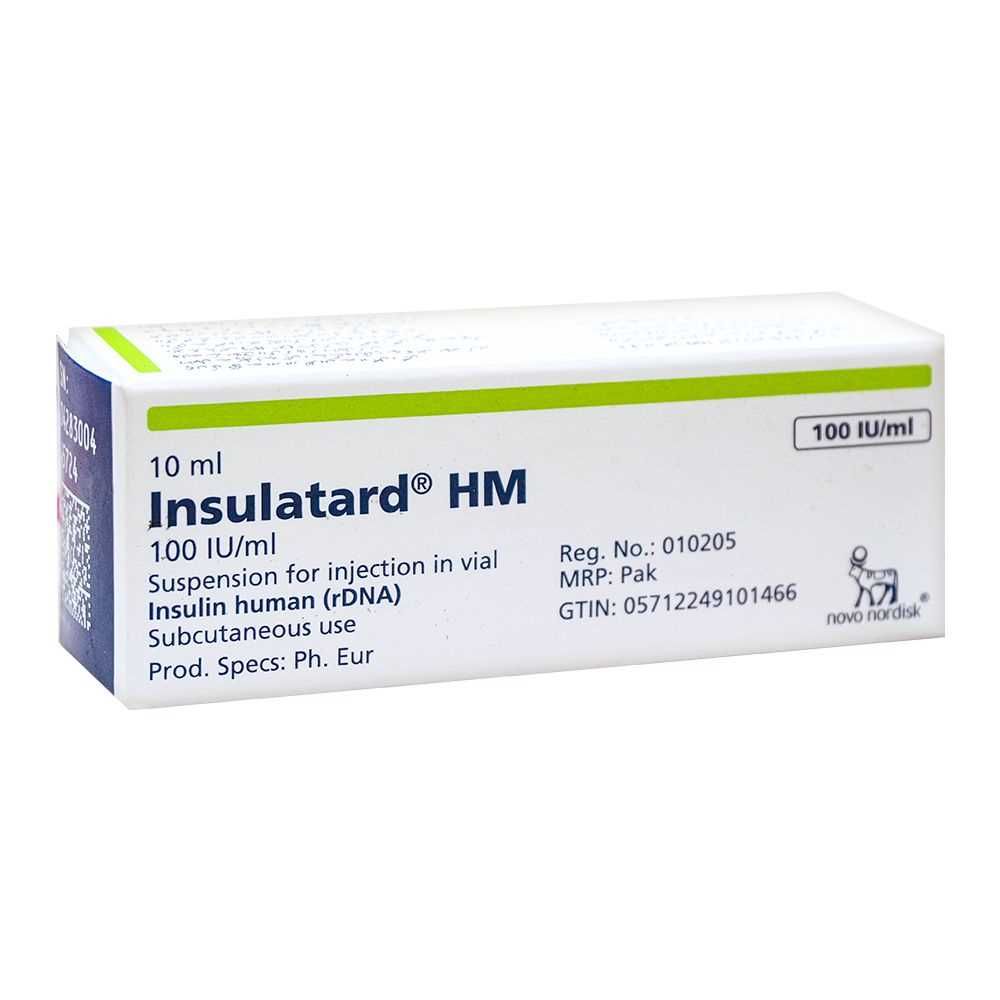 10 ml
Insulatard® HM
100 IU/ml
Suspension for injection in vial
Insulin human (rDNA)
Subcutaneous use
Prod. Specs: Ph. Eur
100 IU/ml
Reg. No.: 010205
MRP: Pak
GTIN: 05712249101466
novo nordisk®